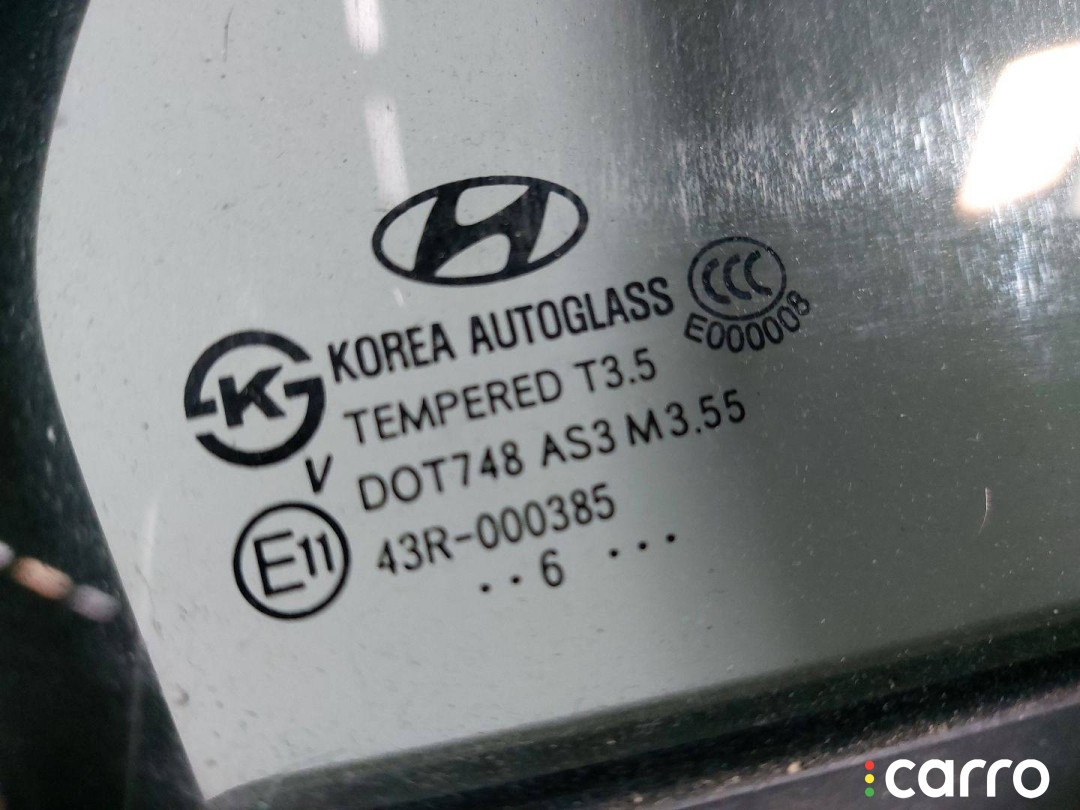 KOREA AUTOGLASS
CCC
E000008
TEMPERED T3.5
K
V
DOT748 AS3 M3.55
E11
43R-000385
..6 ...
carro